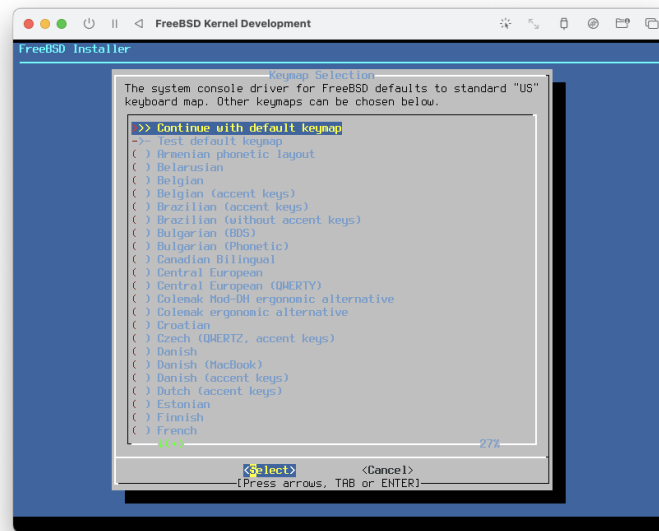 FreeBSD Kernel Development
FreeBSD Installer
Keymap Selection
The system console driver for FreeBSD defaults to standard "US"
keyboard map. Other keymaps can be chosen below.
>>> Continue with default keymap
->- Test default keymap
( ) Armenian phonetic layout
( ) Belarusian
( ) Belgian
( ) Belgian (accent keys)
( ) Brazilian (accent keys)
( ) Brazilian (without accent keys)
( ) Bulgarian (BDS)
( ) Bulgarian (Phonetic)
( ) Canadian Bilingual
( ) Central European
( ) Central European (QWERTY)
( ) Colemak Mod-DH ergonomic alternative
( ) Colemak ergonomic alternative
( ) Croatian
( ) Czech (QWERTZ, accent keys)
( ) Danish
( ) Danish (MacBook)
( ) Danish (accent keys)
( ) Dutch (accent keys)
( ) Estonian
( ) Finnish
( ) French
27%
<Select> <Cancel>
[Press arrows, TAB or ENTER]